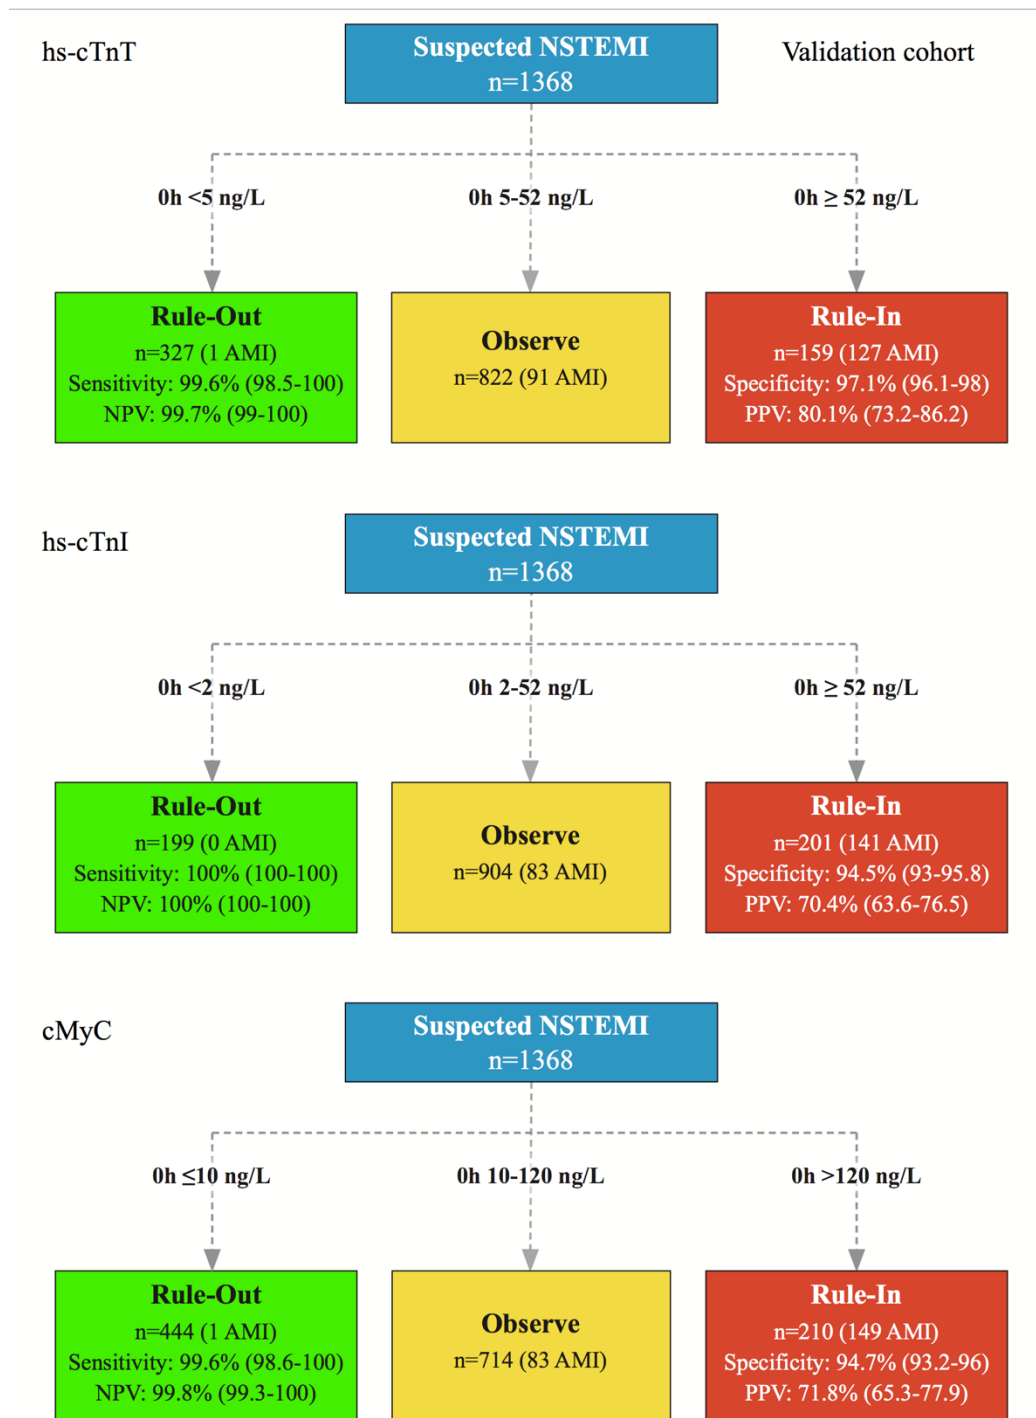 hs-cTnT
Suspected NSTEMI
n=1368
Validation cohort
0h <5 ng/L
0h 5-52 ng/L
0h ≥ 52 ng/L
Rule-Out
n=327 (1 AMI)
Sensitivity: 99.6% (98.5-100)
NPV: 99.7% (99-100)
Observe
n=822 (91 AMI)
Rule-In
n=159 (127 AMI)
Specificity: 97.1% (96.1-98)
PPV: 80.1% (73.2-86.2)
hs-cTnI
Suspected NSTEMI
n=1368
0h <2 ng/L
0h 2-52 ng/L
0h ≥ 52 ng/L
Rule-Out
n=199 (0 AMI)
Sensitivity: 100% (100-100)
NPV: 100% (100-100)
Observe
n=904 (83 AMI)
Rule-In
n=201 (141 AMI)
Specificity: 94.5% (93-95.8)
PPV: 70.4% (63.6-76.5)
cMyC
Suspected NSTEMI
n=1368
0h ≤10 ng/L
0h 10-120 ng/L
0h >120 ng/L
Rule-Out
n=444 (1 AMI)
Sensitivity: 99.6% (98.6-100)
NPV: 99.8% (99.3-100)
Observe
n=714 (83 AMI)
Rule-In
n=210 (149 AMI)
Specificity: 94.7% (93.2-96)
PPV: 71.8% (65.3-77.9)